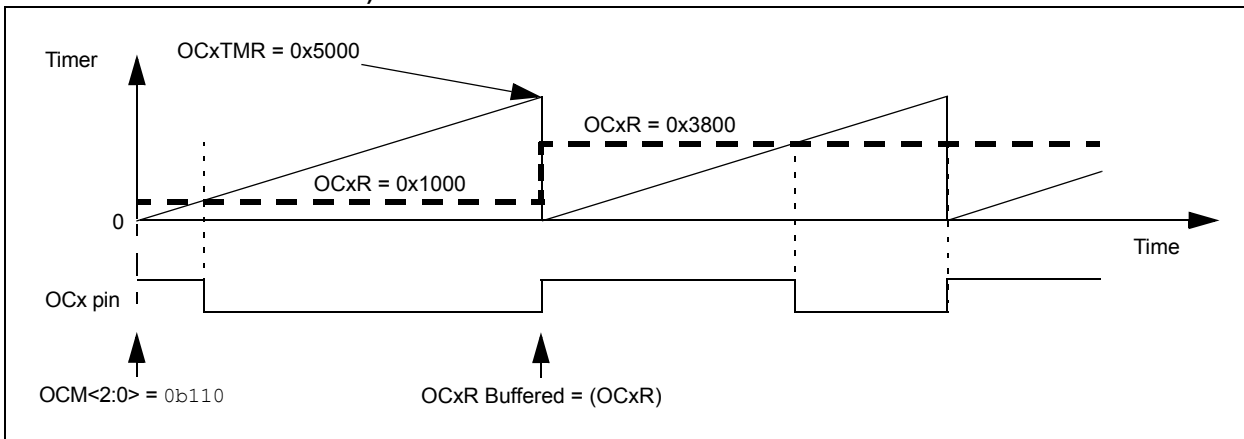 Timer
OCxTMR = 0x5000
OCxR = 0x3800
OCxR = 0x1000
0
Time
OCx pin
OCM<2:0> = 0b110
OCxR Buffered = (OCxR)